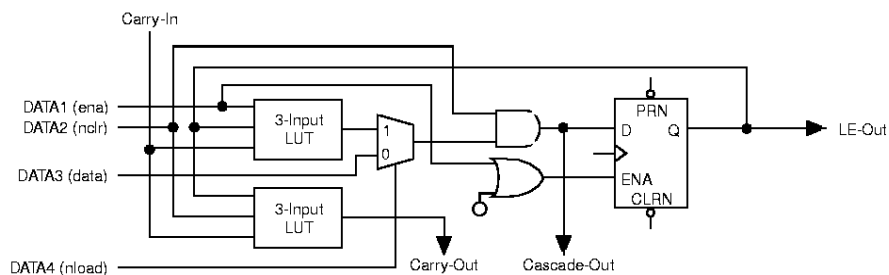 Carry-In
DATA1 (ena)
DATA2 (nclr)
DATA3 (data)
DATA4 (nload)
3-Input
LUT
1
0
3-Input
LUT
PRN
D
Q
ENA
CLRN
LE-Out
Carry-Out
Cascade-Out